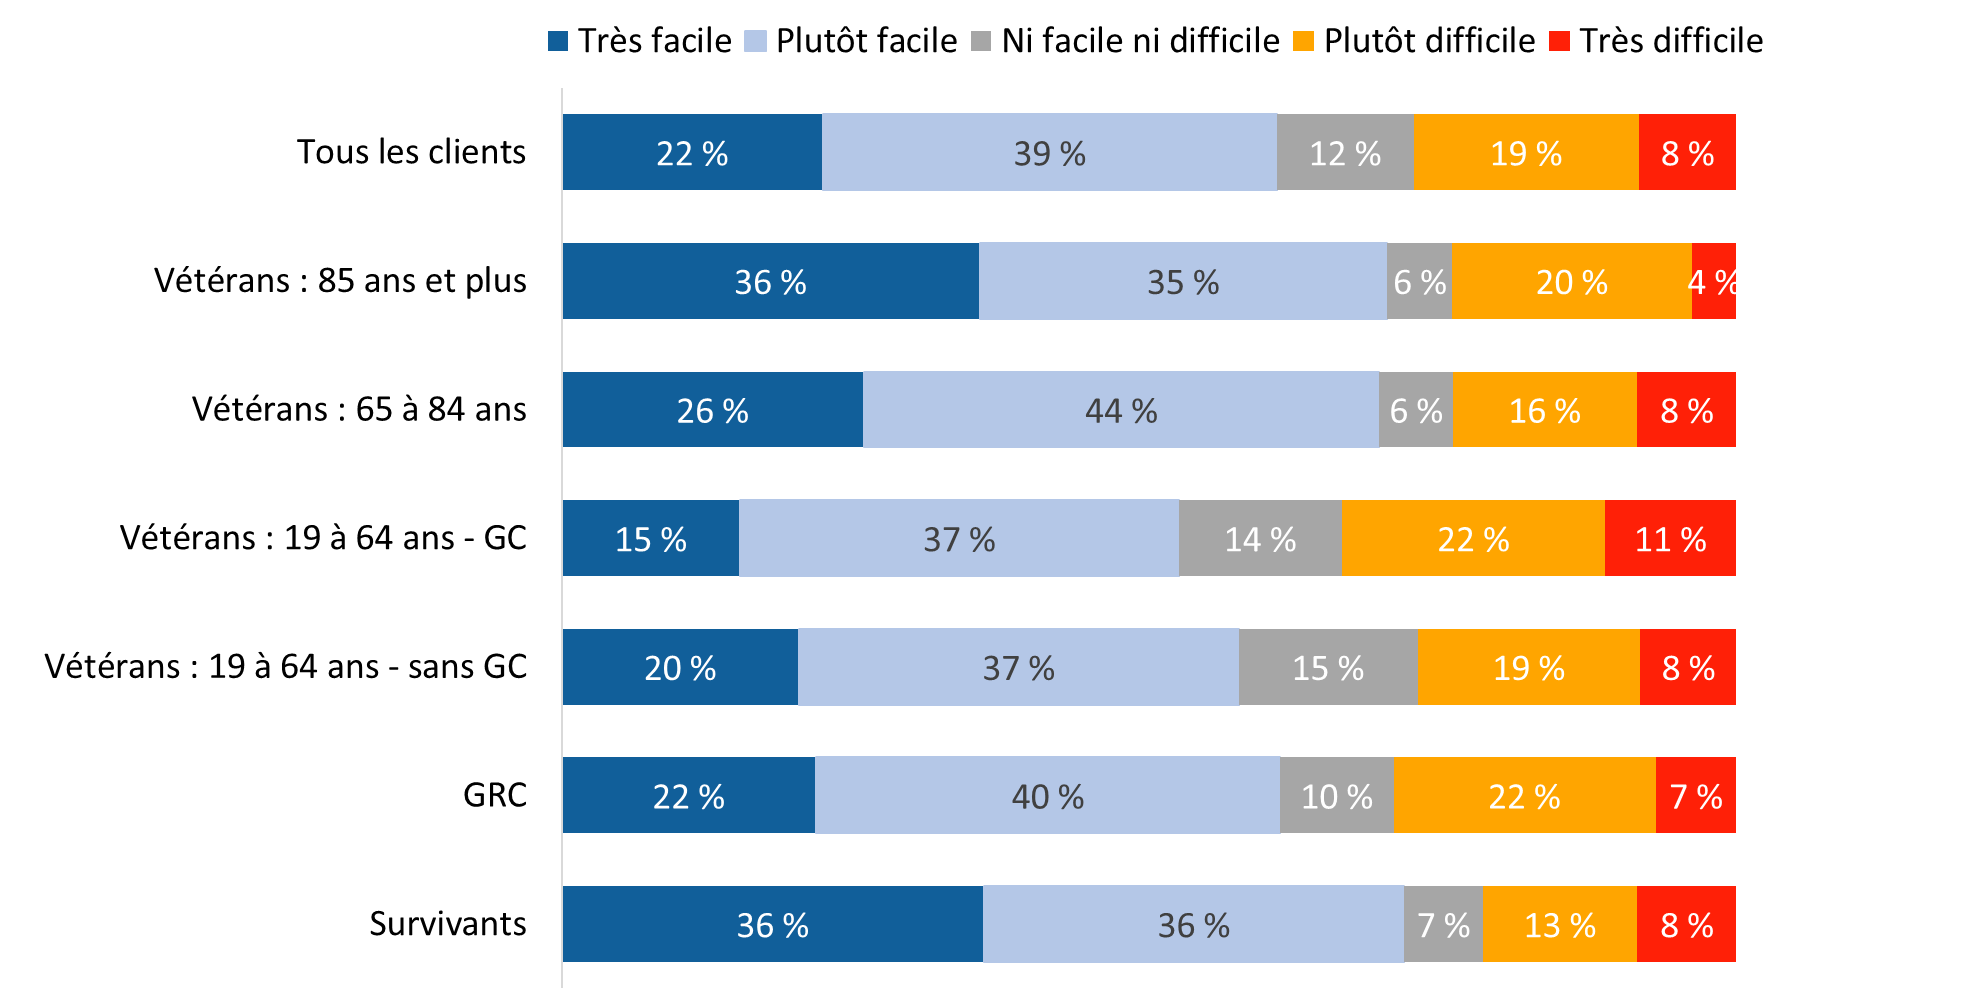 Très facile Plutôt facile Ni facile ni difficile Plutôt difficile Très difficile
Tous les clients 22 % 39 % 12 % 19 % 8 %
Vétérans : 85 ans et plus 36 % 35 % 6 % 20 % 4 %
Vétérans : 65 à 84 ans 26 % 44 % 6 % 16 % 8 %
Vétérans : 19 à 64 ans - GC 15 % 37 % 14 % 22 % 11 %
Vétérans : 19 à 64 ans - sans GC 20 % 37 % 15 % 19 % 8 %
GRC 22 % 40 % 10 % 22 % 7 %
Survivants 36 % 36 % 7 % 13 % 8 %